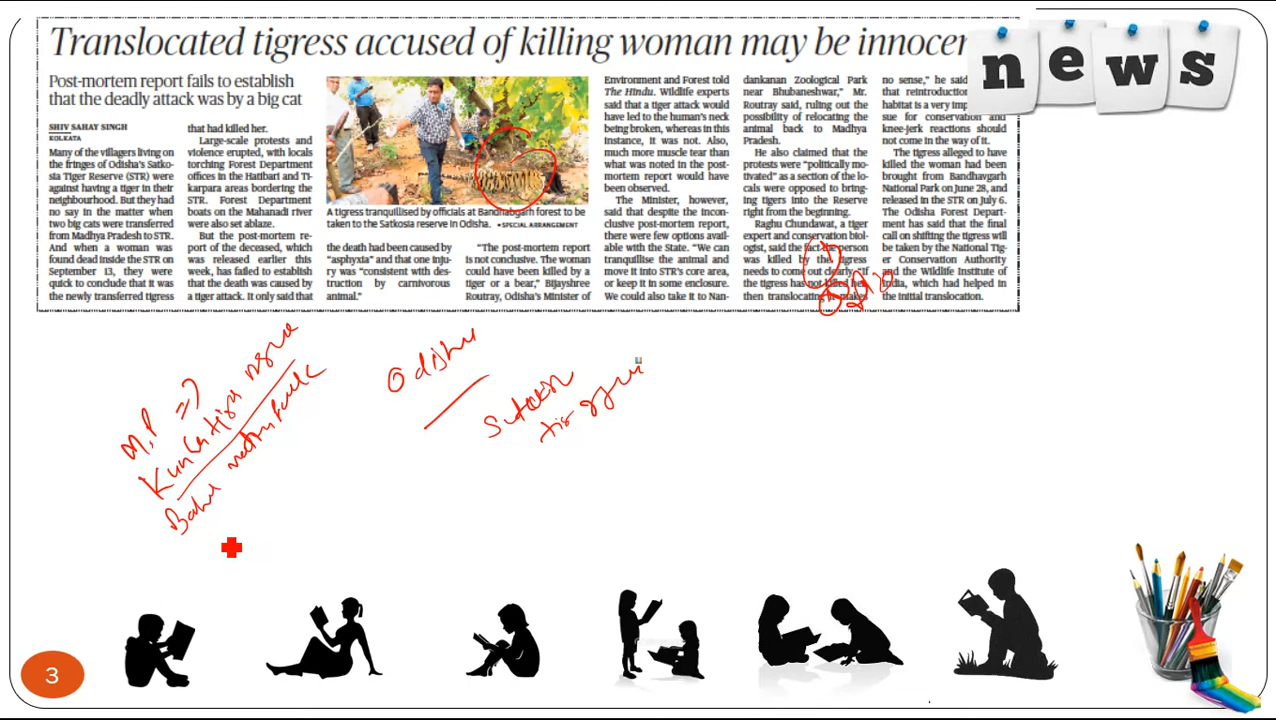 Translocated tigress accused of killing woman may be innocen
news
Post-mortem report fails to establish
that the deadly attack was by a big cat
SHIV SAHAY SINGH
KOLKATA
Many of the villagers living on
the fringes of Odisha's Satko-
sia Tiger Reserve (STR) were
against having a tiger in their
neighbourhood. But they had
no say in the matter when
two big cats were transferred
from Madhya Pradesh to STR.
And when a woman was
found dead inside the STR on
September 13, they were
quick to conclude that it was
the newly transferred tigress
that had killed her.
Large-scale protests and
violence erupted, with locals
torching Forest Department
offices in the Hatibari and Ti-
karpara areas bordering the
STR. Forest Department
boats on the Mahanadi river
were also set ablaze.
But the post-mortem re-
port of the deceased, which
was released earlier this
week, has failed to establish
that the death was caused by
a tiger attack. It only said that
A tigress tranquillised by officials at Bandhabgarh forest to be
taken to the Satkosia reserve in Odisha. • SPECIAL ARRANGEMENT
the death had been caused by
"asphyxia" and that one inju-
ry was "consistent with des-
truction by carnivorous
animal."
"The post-mortem report
is not conclusive. The woman
could have been killed by a
tiger or a bear," Bijayshree
Routray, Odisha's Minister of
Environment and Forest told
The Hindu. Wildlife experts
said that a tiger attack would
have led to the human's neck
being broken, whereas in this
instance, it was not. Also,
much more muscle tear than
what was noted in the post-
mortem report would have
been observed.
The Minister, however,
said that despite the incon-
clusive post-mortem report,
there were few options avail-
able with the State. "We can
tranquillise the animal and
move it into STR's core area,
or keep it in some enclosure.
We could also take it to Nan-
dankanan Zoological Park
near Bhubaneshwar," Mr.
Routray said, ruling out the
possibility of relocating the
animal back to Madhya
Pradesh.
He also claimed that the
protests were "politically mo-
tivated" as a section of the lo-
cals were opposed to bring-
ing tigers into the Reserve
right from the beginning.
Raghu Chundawat, a tiger
expert and conservation biol-
ogist, said the fact the person
was killed by the tigress
needs to come out clearly. "If
the tigress has not killed her,
then translocating it makes
no sense," he said
that reintroduction
habitat is a very imp
sue for conservation and
knee-jerk reactions should
not come in the way of it.
The tigress alleged to have
killed the woman had been
brought from Bandhavgarh
National Park on June 28, and
released in the STR on July 6.
The Odisha Forest Depart-
ment has said that the final
call on shifting the tigress will
be taken by the National Tig-
er Conservation Authority
and the Wildlife Institute of
India, which had helped in
the initial translocation.
M.P =>
Odisha
3